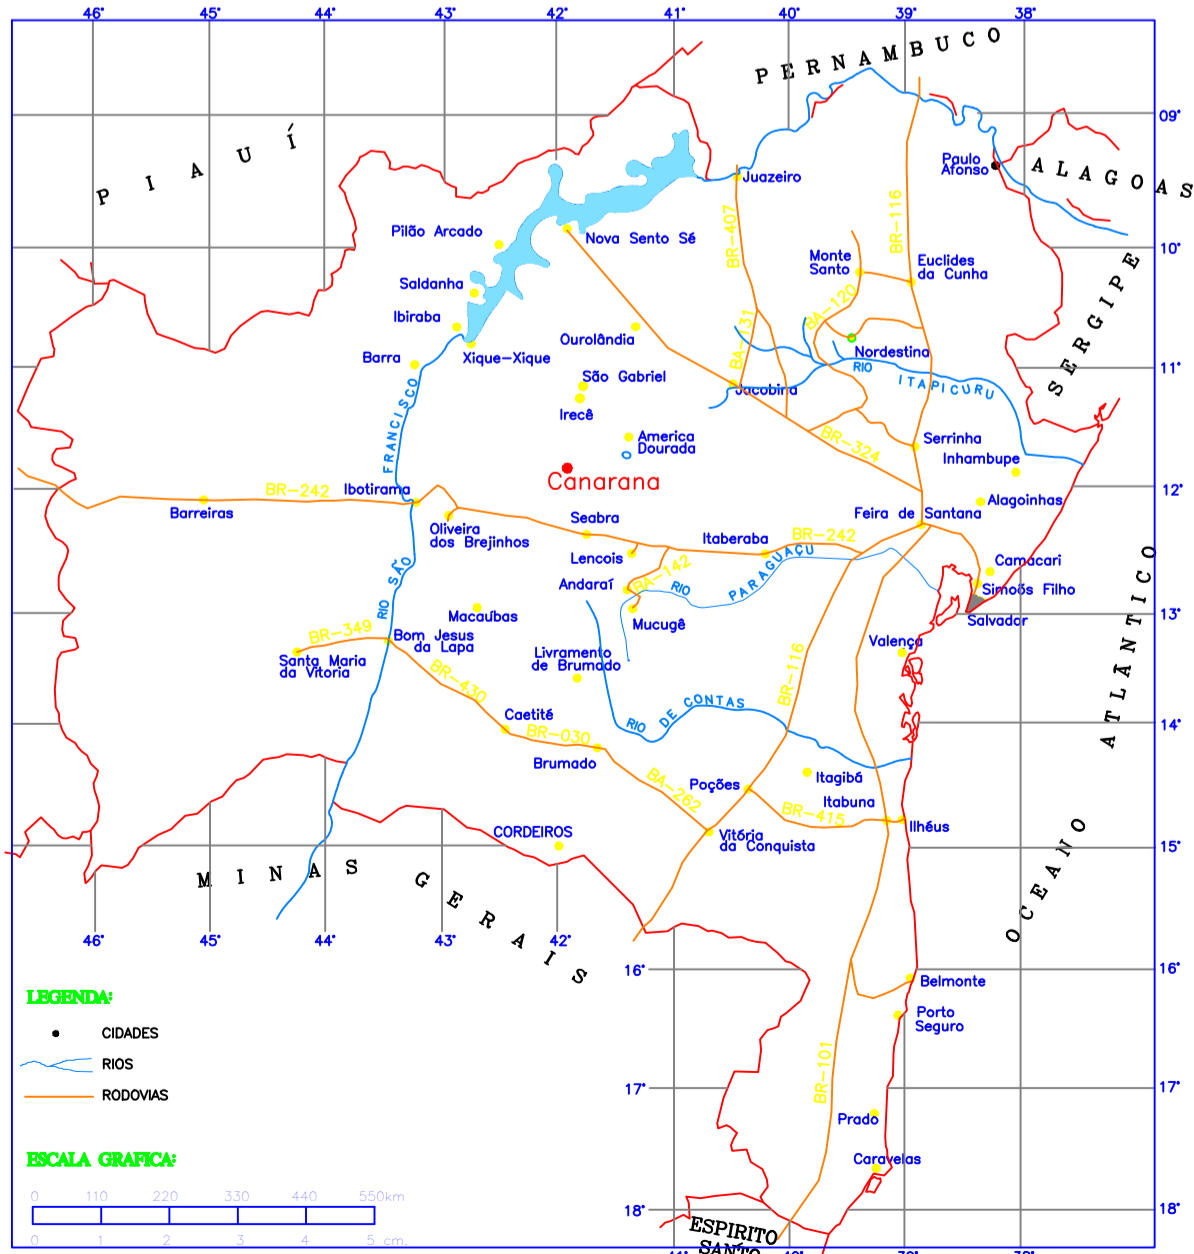 46° 45° 44° 43° 42° 41° 40° 39° 38°
PERNAMBUCO
09°
PIAUÍ
Paulo
Afonso
ALAGOAS
Juazeiro
BR-407
BR-116
Pilão Arcado
Nova Sento Sé
10°
Monte
Santo
Euclides
da Cunha
SERGIPE
Saldanha
BA-120
Ibiraba
Ourolândia
BA-131
Nordestina
Barra
Xique-Xique
RIO ITAPICURU
11°
São Gabriel
Jacobira
Irecê
FRANCISCO
America
Dourada
BR-324
Serrinha
Inhambupe
Canarana
12°
BR-242
Ibotirama
Barreiras
Alagoinhas
Oliveira
dos Brejinhos
Seabra
Feira de Santana
Itaberaba
BR-242
Lencois
Camacari
BA-142
Andaraí
RIO PARAGUAÇU
Simoõs Filho
RIO SÃO
Macaúbas
Mucugê
13°
Salvador
ATLÂNTICO
BR-349
Bom Jesus
da Lapa
Valença
Santa Maria
da Vitoria
Livramento
de Brumado
BR-116
BR-430
RIO DE CONTAS
Caetité
14°
BR-030
Brumado
Itagibá
BA-262
Poções
Itabuna
BR-415
Ilhéus
CORDEIROS
Vitória
da Conquista
15°
OCEANO
MINAS GERAIS
46° 45° 44° 43° 42°
16° 16°
Belmonte
Porto
Seguro
LEGENDA:
CIDADES
RIOS
RODOVIAS
BR-101
17° 17°
Prado
Caravelas
ESCALA GRAFICA:
0 110 220 330 440 550km
0 1 2 3 4 5 cm.
18° 18°
ESPIRITO
SANTO
41° 40° 39° 38°